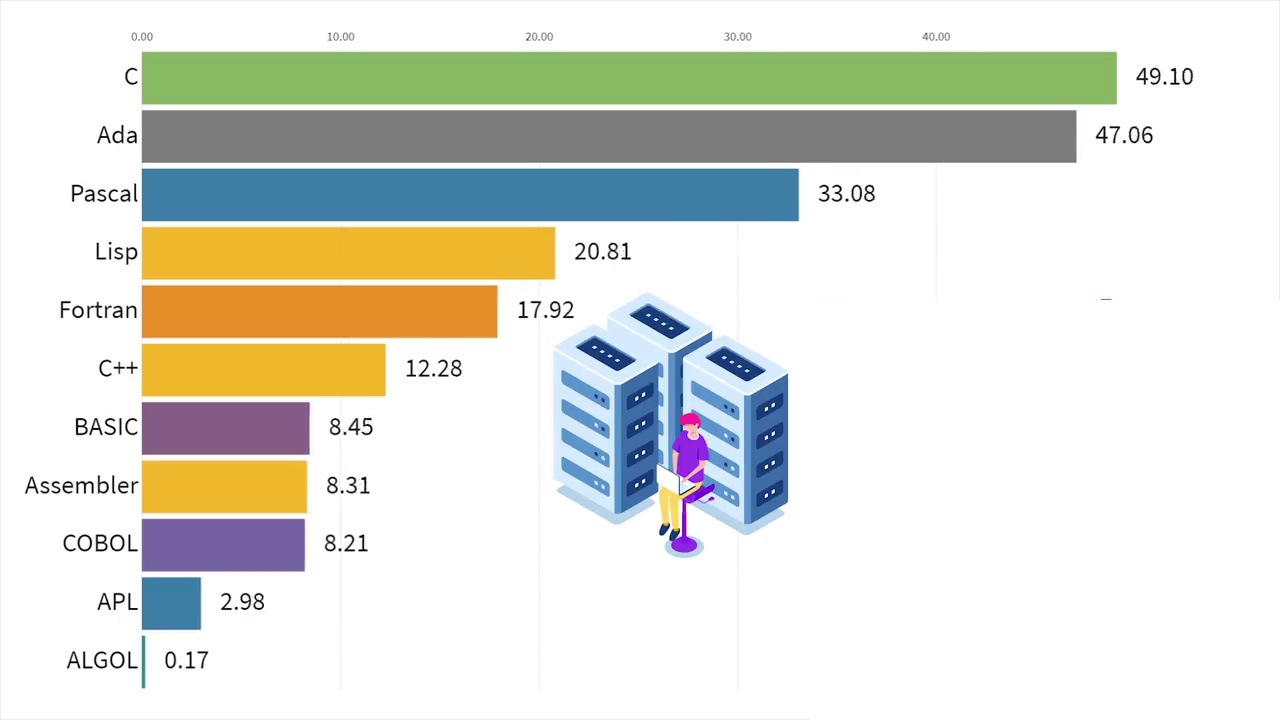 0.00 10.00 20.00 30.00 40.00
C 49.10
Ada 47.06
Pascal 33.08
Lisp 20.81
Fortran 17.92
C++ 12.28
BASIC 8.45
Assembler 8.31
COBOL 8.21
APL 2.98
ALGOL 0.17